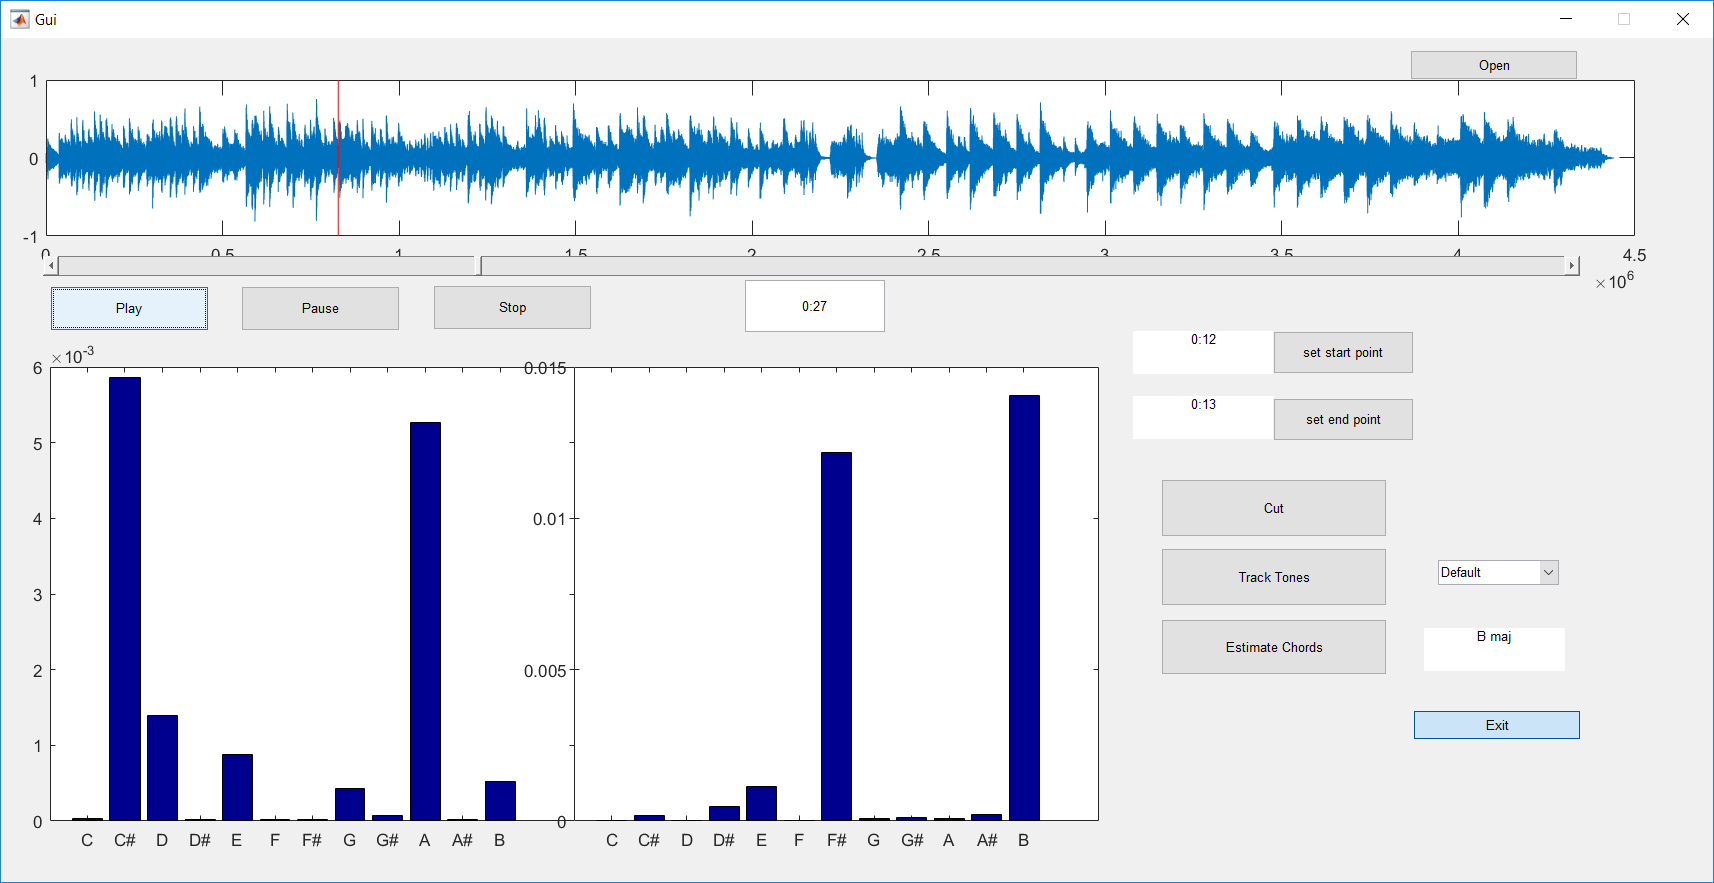 Gui
Open
1
0
-1
0 0.5 1 1.5 2 2.5 3 3.5 4 4.5
×10^6
Play Pause Stop 0:27
0:12 set start point
0:13 set end point
×10^-3
6
5
4
3
2
1
0
C C# D D# E F F# G G# A A# B
0.015
0.01
0.005
0
C C# D D# E F F# G G# A A# B
Cut
Track Tones
Default
Estimate Chords
B maj
Exit